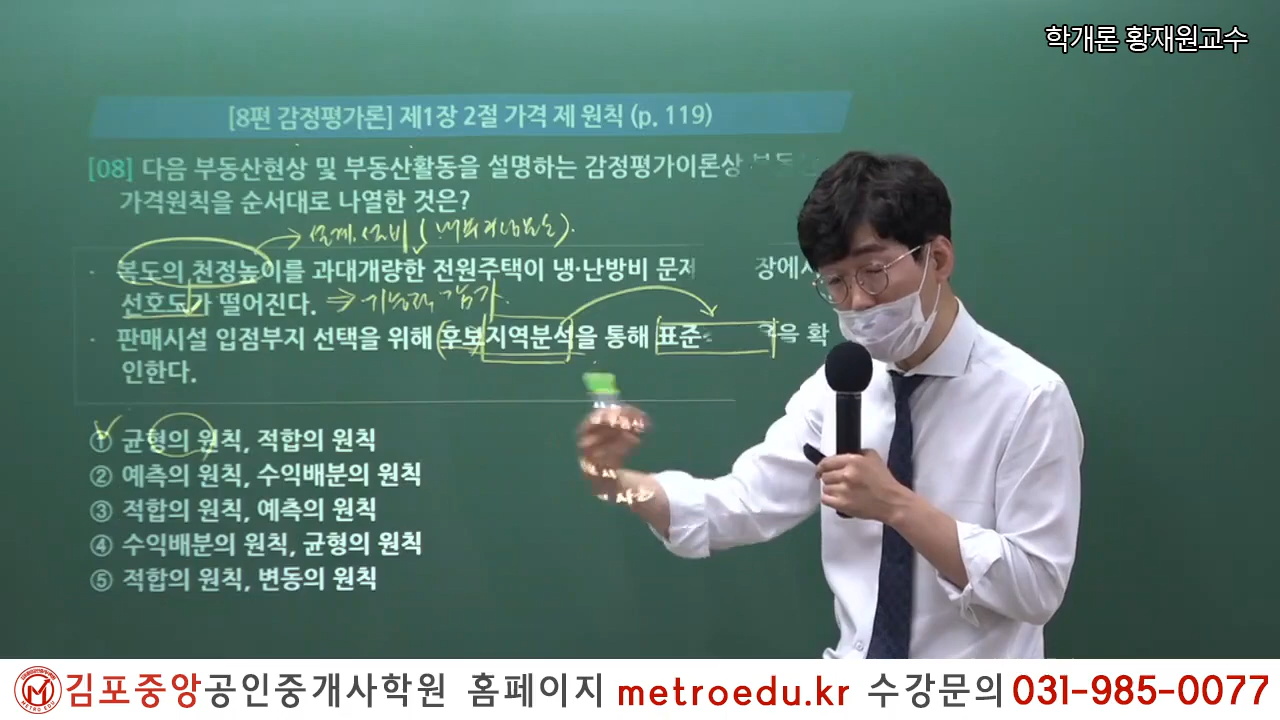 학개론 황재원교수
[8편 감정평가론] 제1장 2절 가격 제 원칙 (p. 119)
[08] 다음 부동산현상 및 부동산활동을 설명하는 감정평가이론상
가격원칙을 순서대로 나열한 것은?
· 복도의 천정높이를 과대개량한 전원주택이 냉·난방비 문제 장에서
선호도가 떨어진다. ⇒ 기능적 감가.
· 판매시설 입점부지 선택을 위해 후보지역분석을 통해 표준 을 확
인한다.
① 균형의 원칙, 적합의 원칙
② 예측의 원칙, 수익배분의 원칙
③ 적합의 원칙, 예측의 원칙
④ 수익배분의 원칙, 균형의 원칙
⑤ 적합의 원칙, 변동의 원칙
METRO EDU 김포중앙공인중개사학원 홈페이지 metroedu.kr 수강문의 031-985-0077